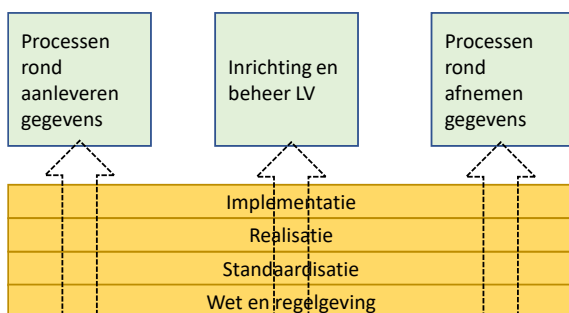 Processen
rond
aanleveren
gegevens
Inrichting en
beheer LV
Processen
rond
afnemen
gegevens
Implementatie
Realisatie
Standaardisatie
Wet en regelgeving